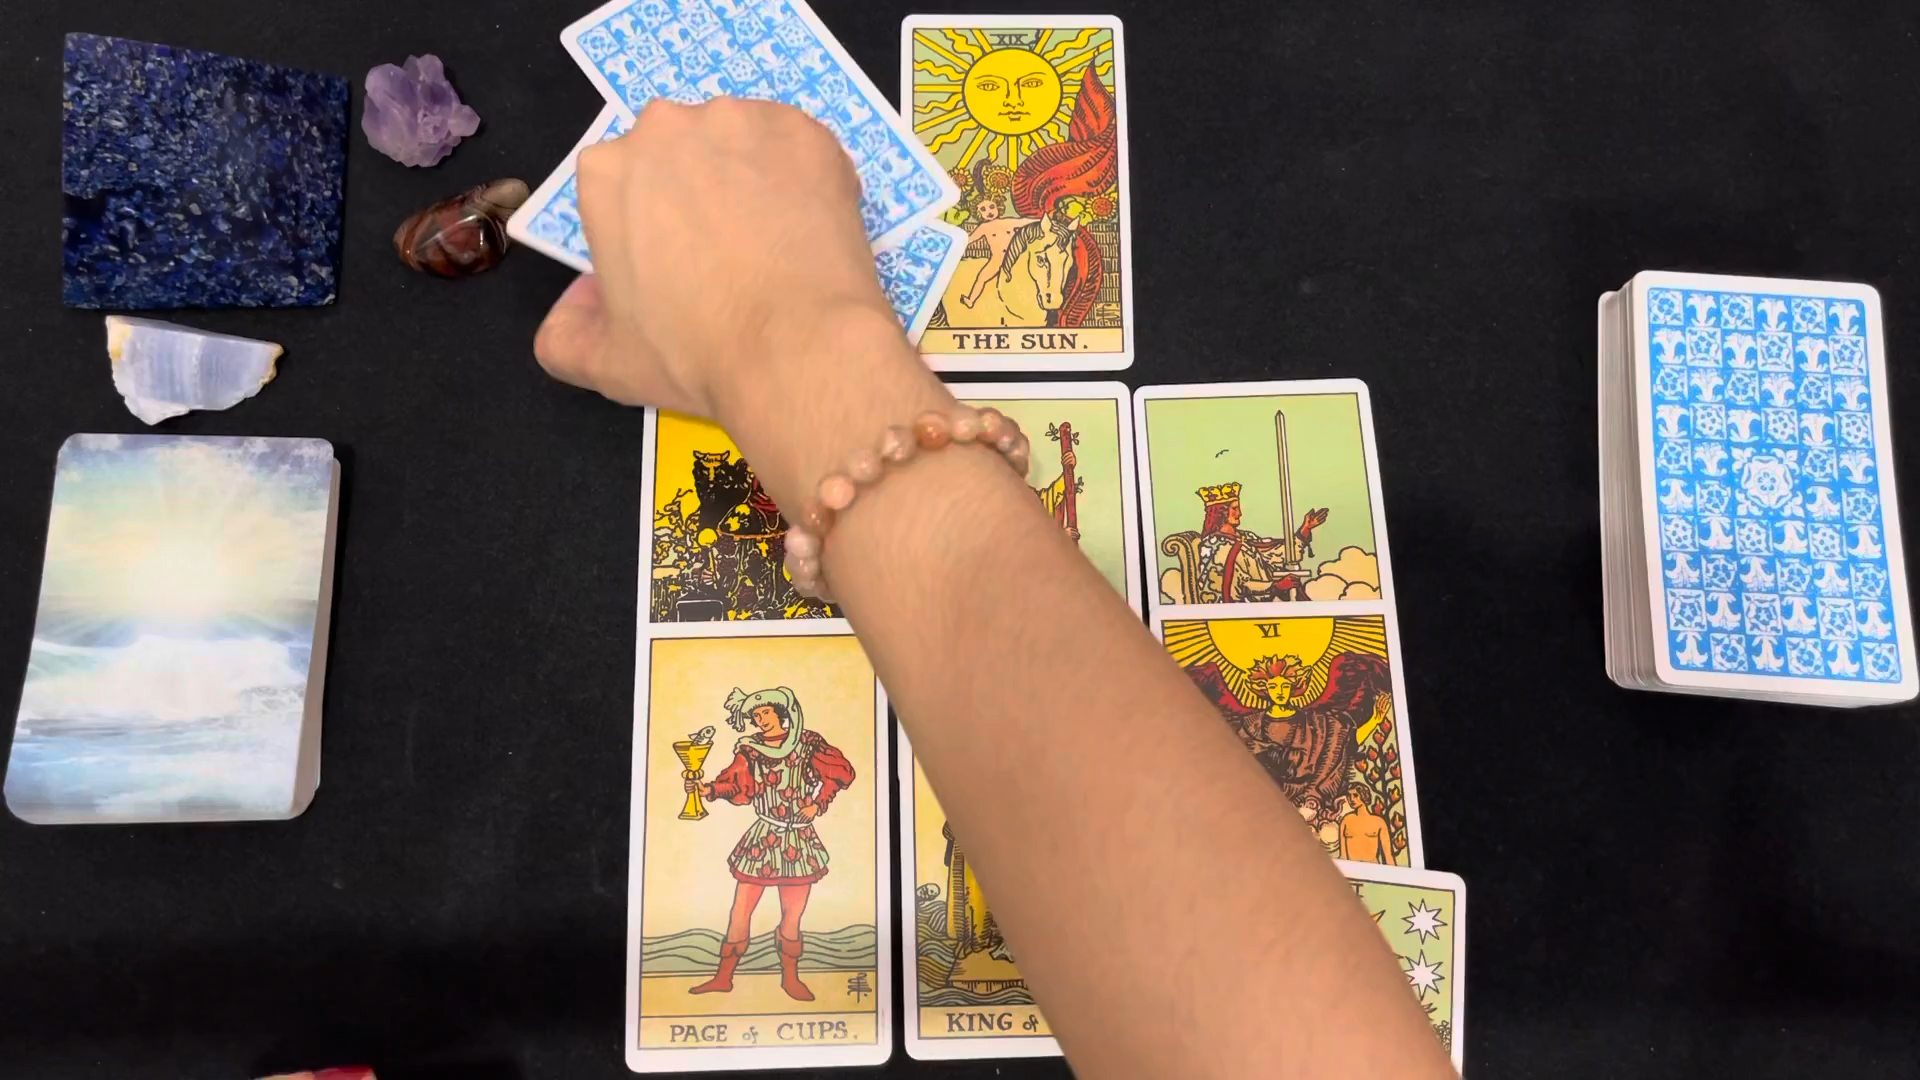 XIX
THE SUN.
VI
PAGE of CUPS.
KING of